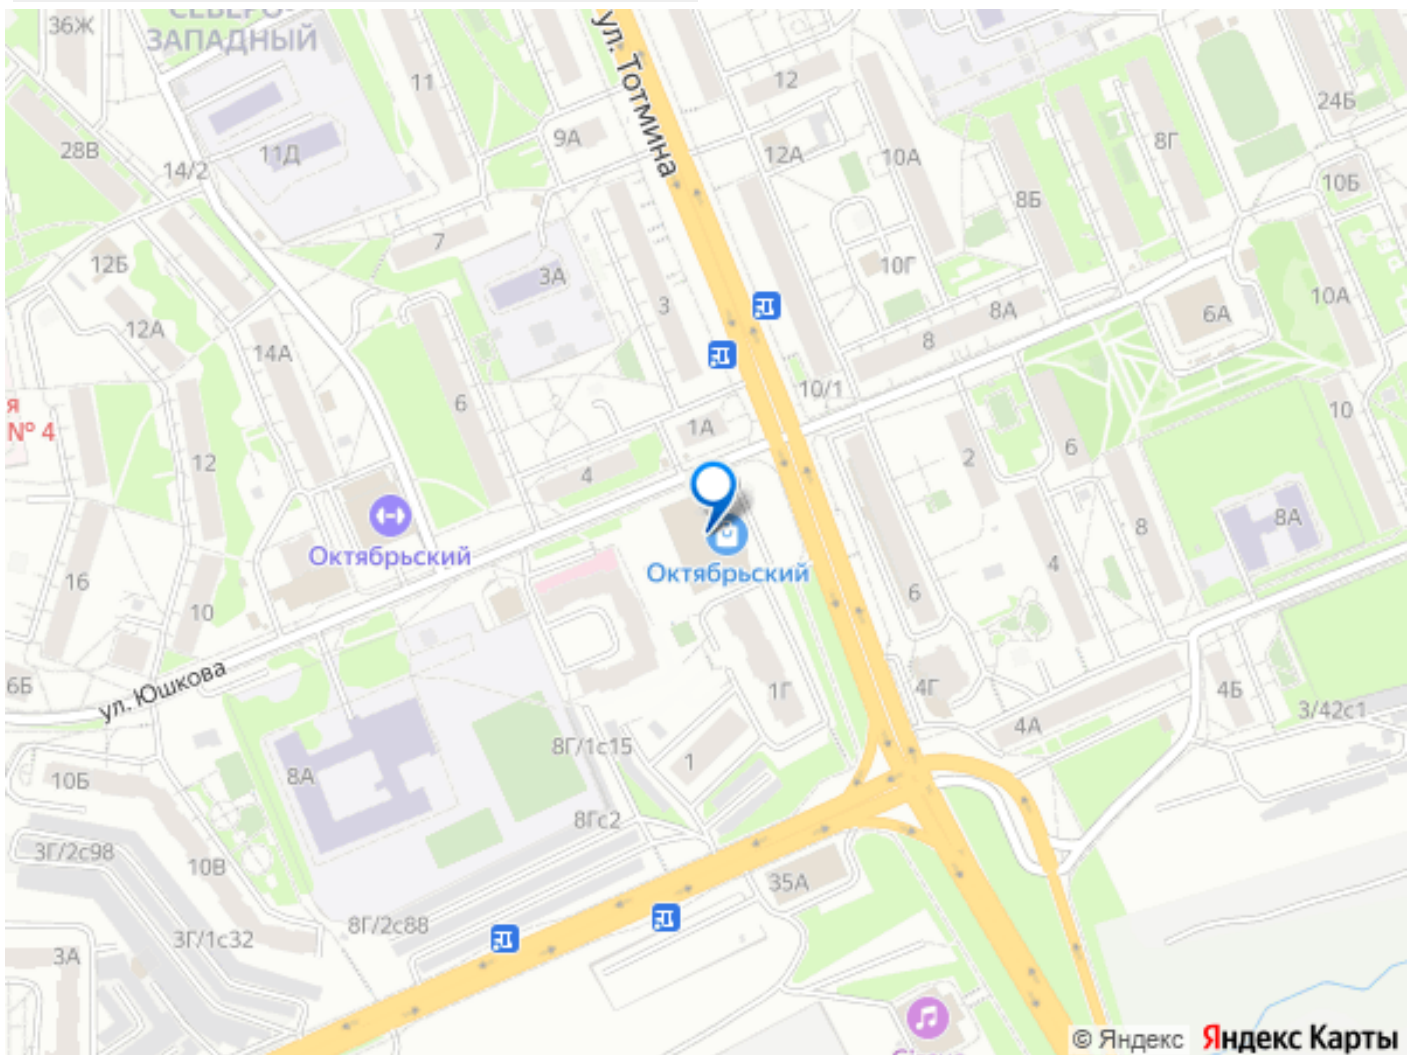 36Ж
СЕВЕРО-
ЗАПАДНЫЙ
ул. Тотмина
11
12
24Б
28В
14/2
11Д
9А
12А
10А
8Г
10Б
7
8Б
12Б
3А
10Г
3
8А
6А
10А
12А
14А
8
6
10/1
10
я
№ 4
1А
12
4
2
6
Октябрьский
8
8А
16
Октябрьский
4
10
6
6Б
ул. Юшкова
1Г
4Г
4Б
3/42с1
8Г/1с15
4А
10Б
8А
1
8Гс2
3Г/2с98
10В
35А
8Г/2с88
3Г/1с32
3А
© Яндекс Яндекс Карты